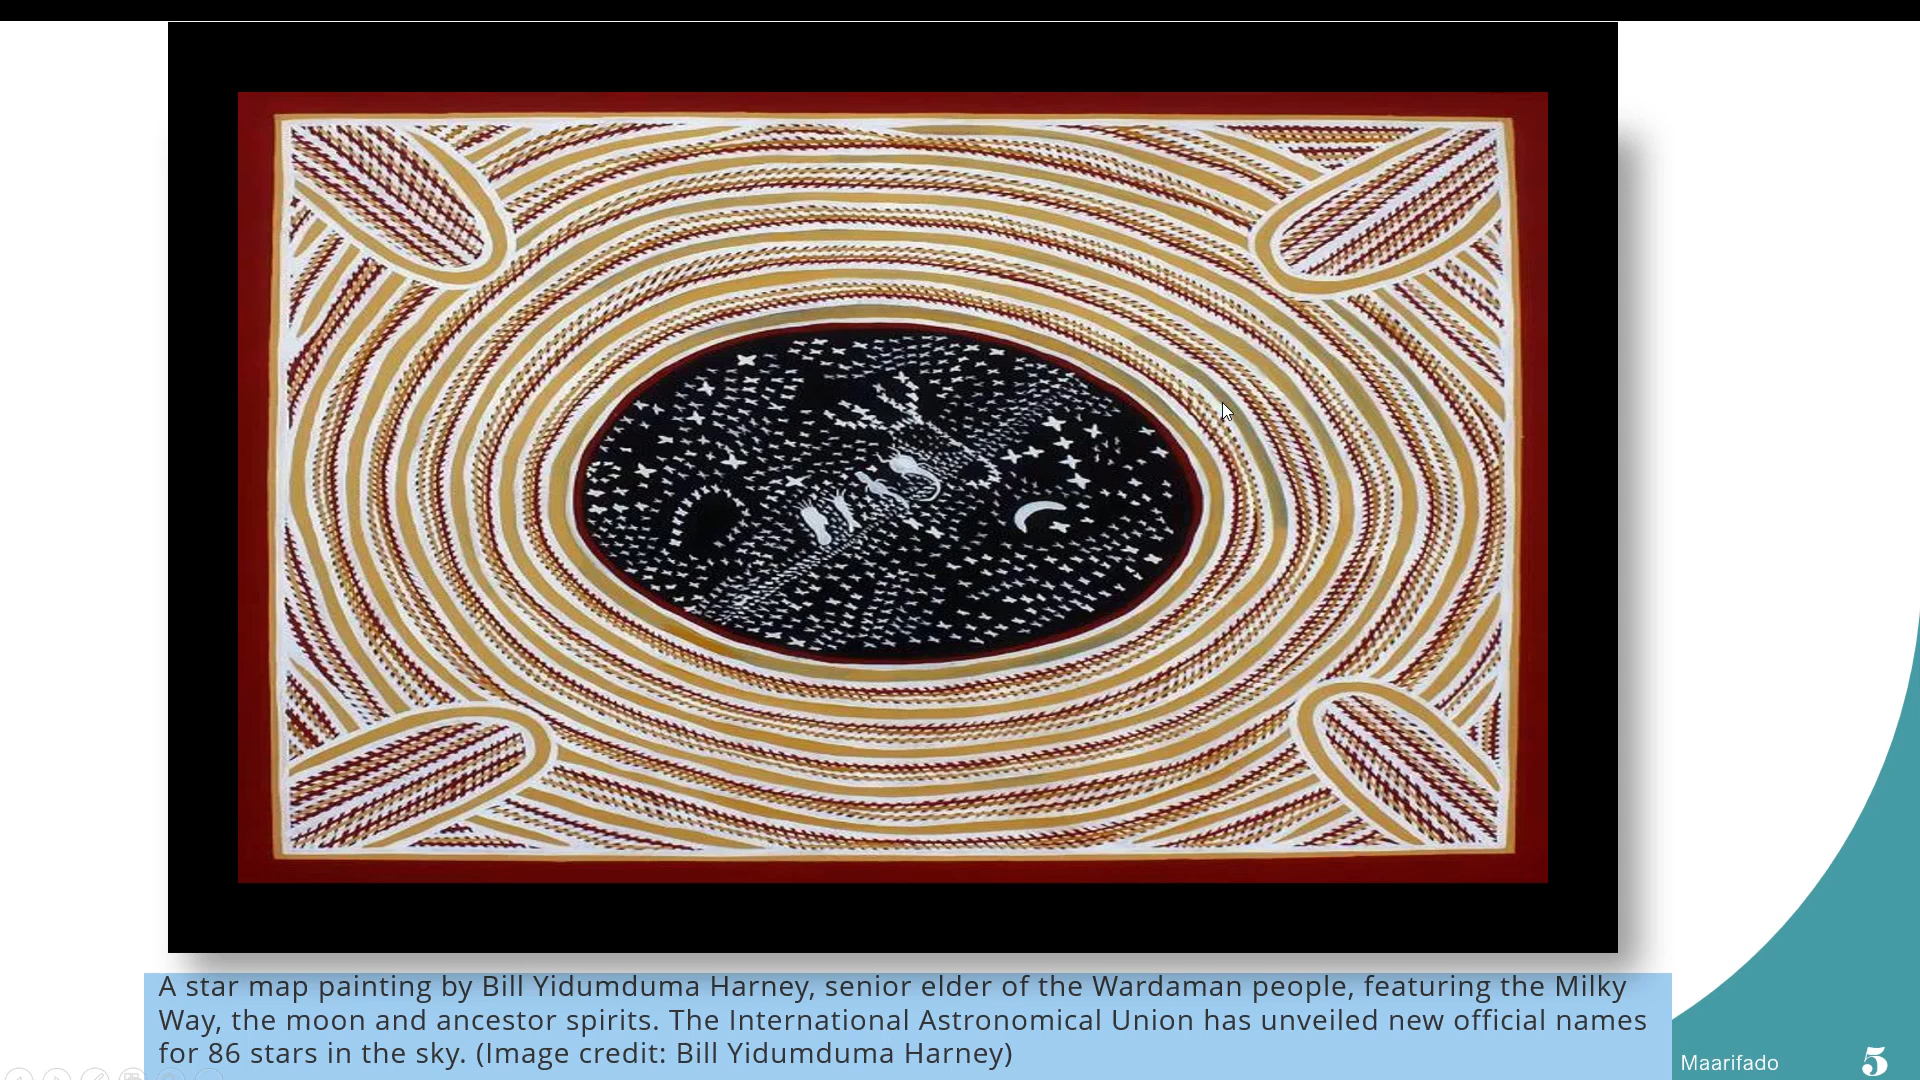 A star map painting by Bill Yidumduma Harney, senior elder of the Wardaman people, featuring the Milky
Way, the moon and ancestor spirits. The International Astronomical Union has unveiled new official names
for 86 stars in the sky. (Image credit: Bill Yidumduma Harney)
Maarifado
5